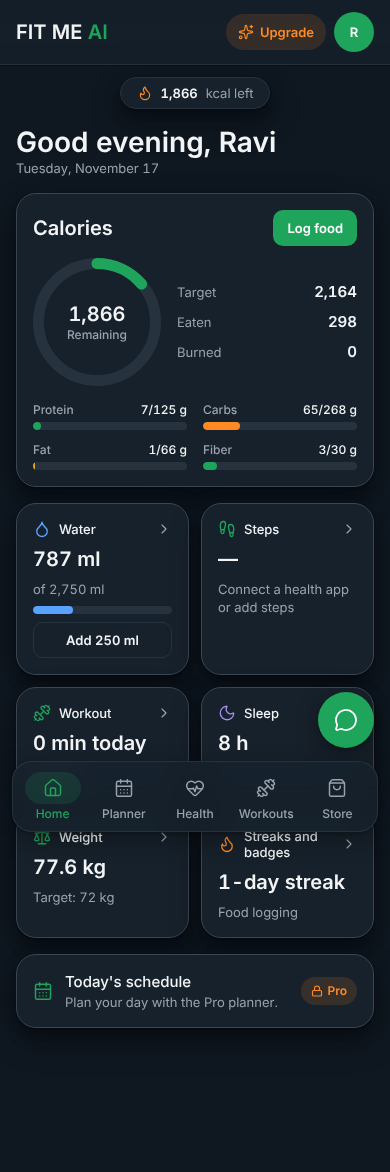 FIT ME AI
Upgrade
R
1,866 kcal left
Good evening, Ravi
Tuesday, November 17
Calories
Log food
1,866
Remaining
Target 2,164
Eaten 298
Burned 0
Protein 7/125 g
Carbs 65/268 g
Fat 1/66 g
Fiber 3/30 g
Water
787 ml
of 2,750 ml
Add 250 ml
Steps
—
Connect a health app
or add steps
Workout
0 min today
Sleep
8 h
Home
Planner
Health
Workouts
Store
Weight
77.6 kg
Target: 72 kg
Streaks and
badges
1-day streak
Food logging
Today's schedule
Plan your day with the Pro planner.
Pro